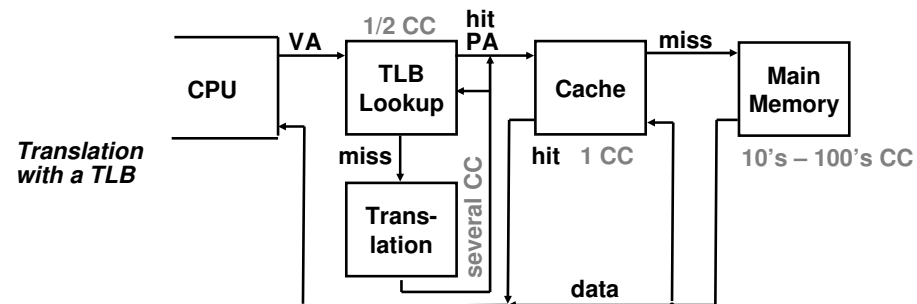 hit
1/2 CC
VA
PA
miss
CPU
TLB
Lookup
Cache
Main
Memory
Translation
with a TLB
miss
hit
1 CC
10's – 100's CC
several CC
Trans-
lation
data